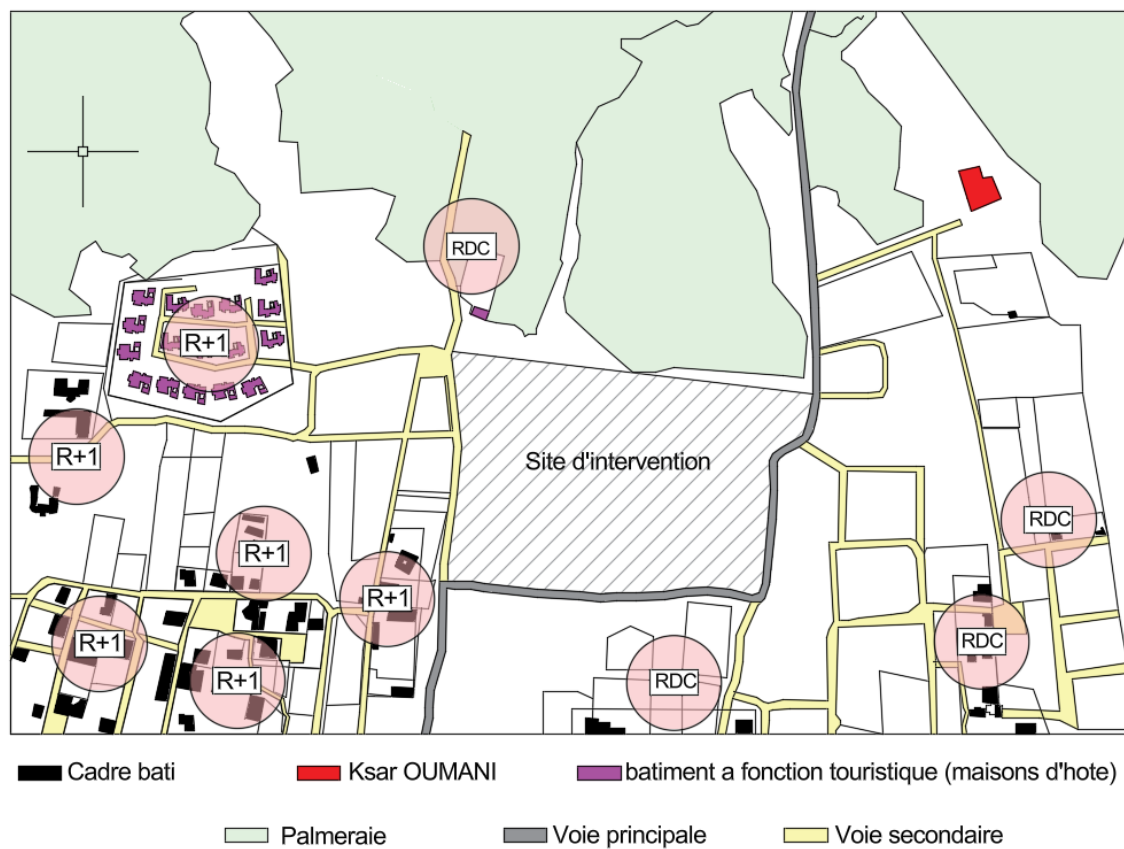 RDC
R+1
R+1
Site d'intervention
RDC
R+1
R+1
R+1
RDC
R+1
RDC
Cadre bati
Ksar OUMANI
batiment a fonction touristique (maisons d'hote)
Palmeraie
Voie principale
Voie secondaire